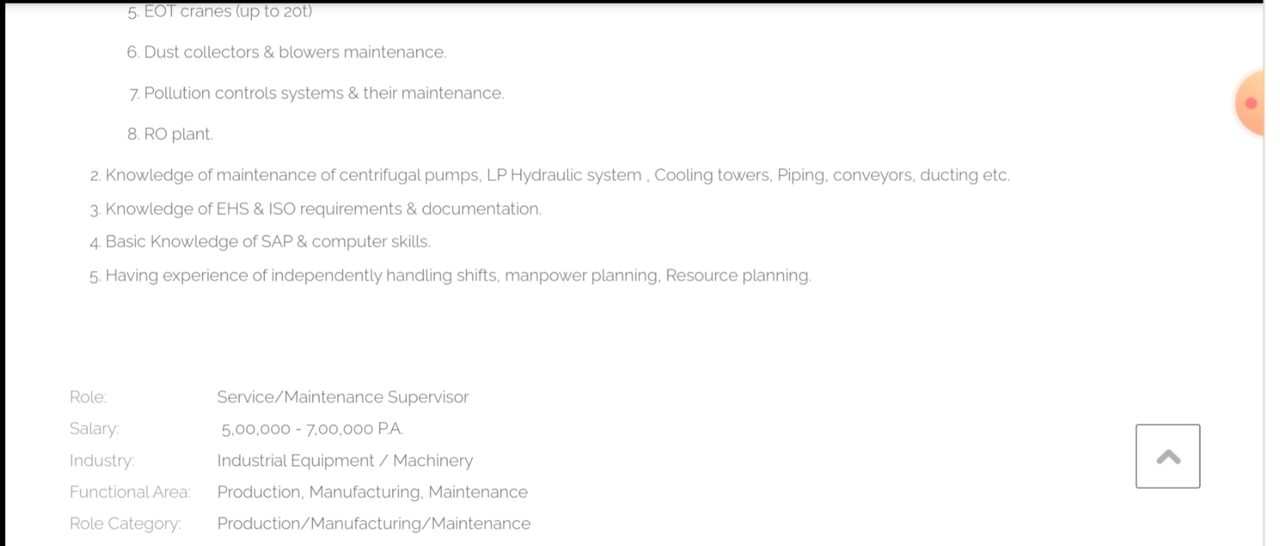 5. EOT cranes (up to 20t)
6. Dust collectors & blowers maintenance.
7. Pollution controls systems & their maintenance.
8. RO plant.
2. Knowledge of maintenance of centrifugal pumps, LP Hydraulic system , Cooling towers, Piping, conveyors, ducting etc.
3. Knowledge of EHS & ISO requirements & documentation.
4. Basic Knowledge of SAP & computer skills.
5. Having experience of independently handling shifts, manpower planning, Resource planning.
Role: Service/Maintenance Supervisor
Salary: 5,00,000 - 7,00,000 P.A.
Industry: Industrial Equipment / Machinery
Functional Area: Production, Manufacturing, Maintenance
Role Category: Production/Manufacturing/Maintenance